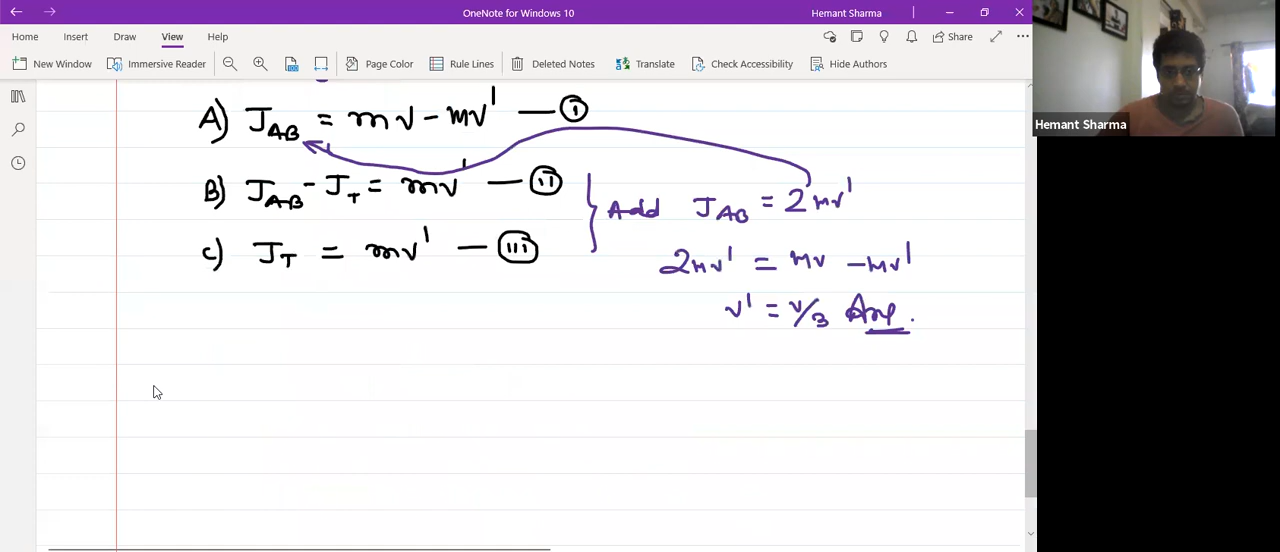 OneNote for Windows 10
Hemant Sharma
Home Insert Draw View Help
Share
New Window Immersive Reader Page Color Rule Lines Deleted Notes Translate Check Accessibility Hide Authors
Hemant Sharma
A) J_AB = mv - mv' — (I)
B) J_AB - J_T = mv' — (II)
C) J_T = mv' — (III)
Add J_AB = 2mv'
2mv' = mv - mv'
v' = v/3 Ans.